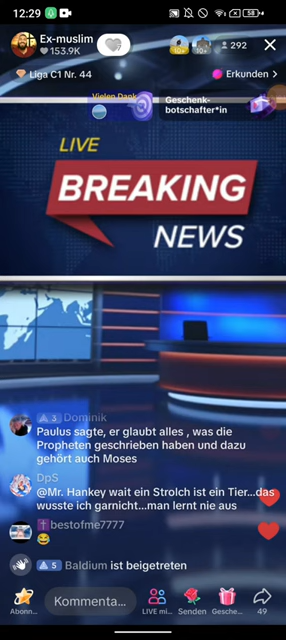 12:29
58
Ex-muslim
153.9K
10+
10+
292
Liga C1 Nr. 44
Erkunden >
Vielen Dank
Geschenk-
botschafter*in
LIVE
BREAKING
NEWS
3 Dominik
Paulus sagte, er glaubt alles , was die
Propheten geschrieben haben und dazu
gehört auch Moses
DpS
@Mr. Hankey wait ein Strolch ist ein Tier...das
wusste ich garnicht...man lernt nie aus
bestofme7777
😂
5 Baldium ist beigetreten
Abonn...
Kommenta...
LIVE mi...
Senden
Gesche...
49